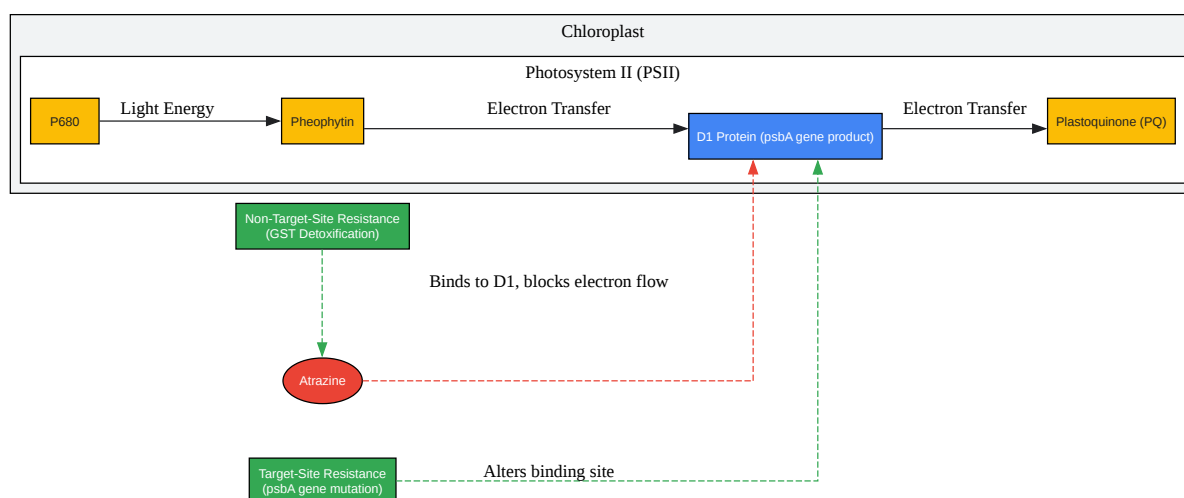 Chloroplast
Photosystem II (PSII)
P680
Light Energy
Pheophytin
Electron Transfer
D1 Protein (psbA gene product)
Electron Transfer
Plastoquinone (PQ)
Non-Target-Site Resistance
(GST Detoxification)
Binds to D1, blocks electron flow
Atrazine
Target-Site Resistance
(psbA gene mutation)
Alters binding site